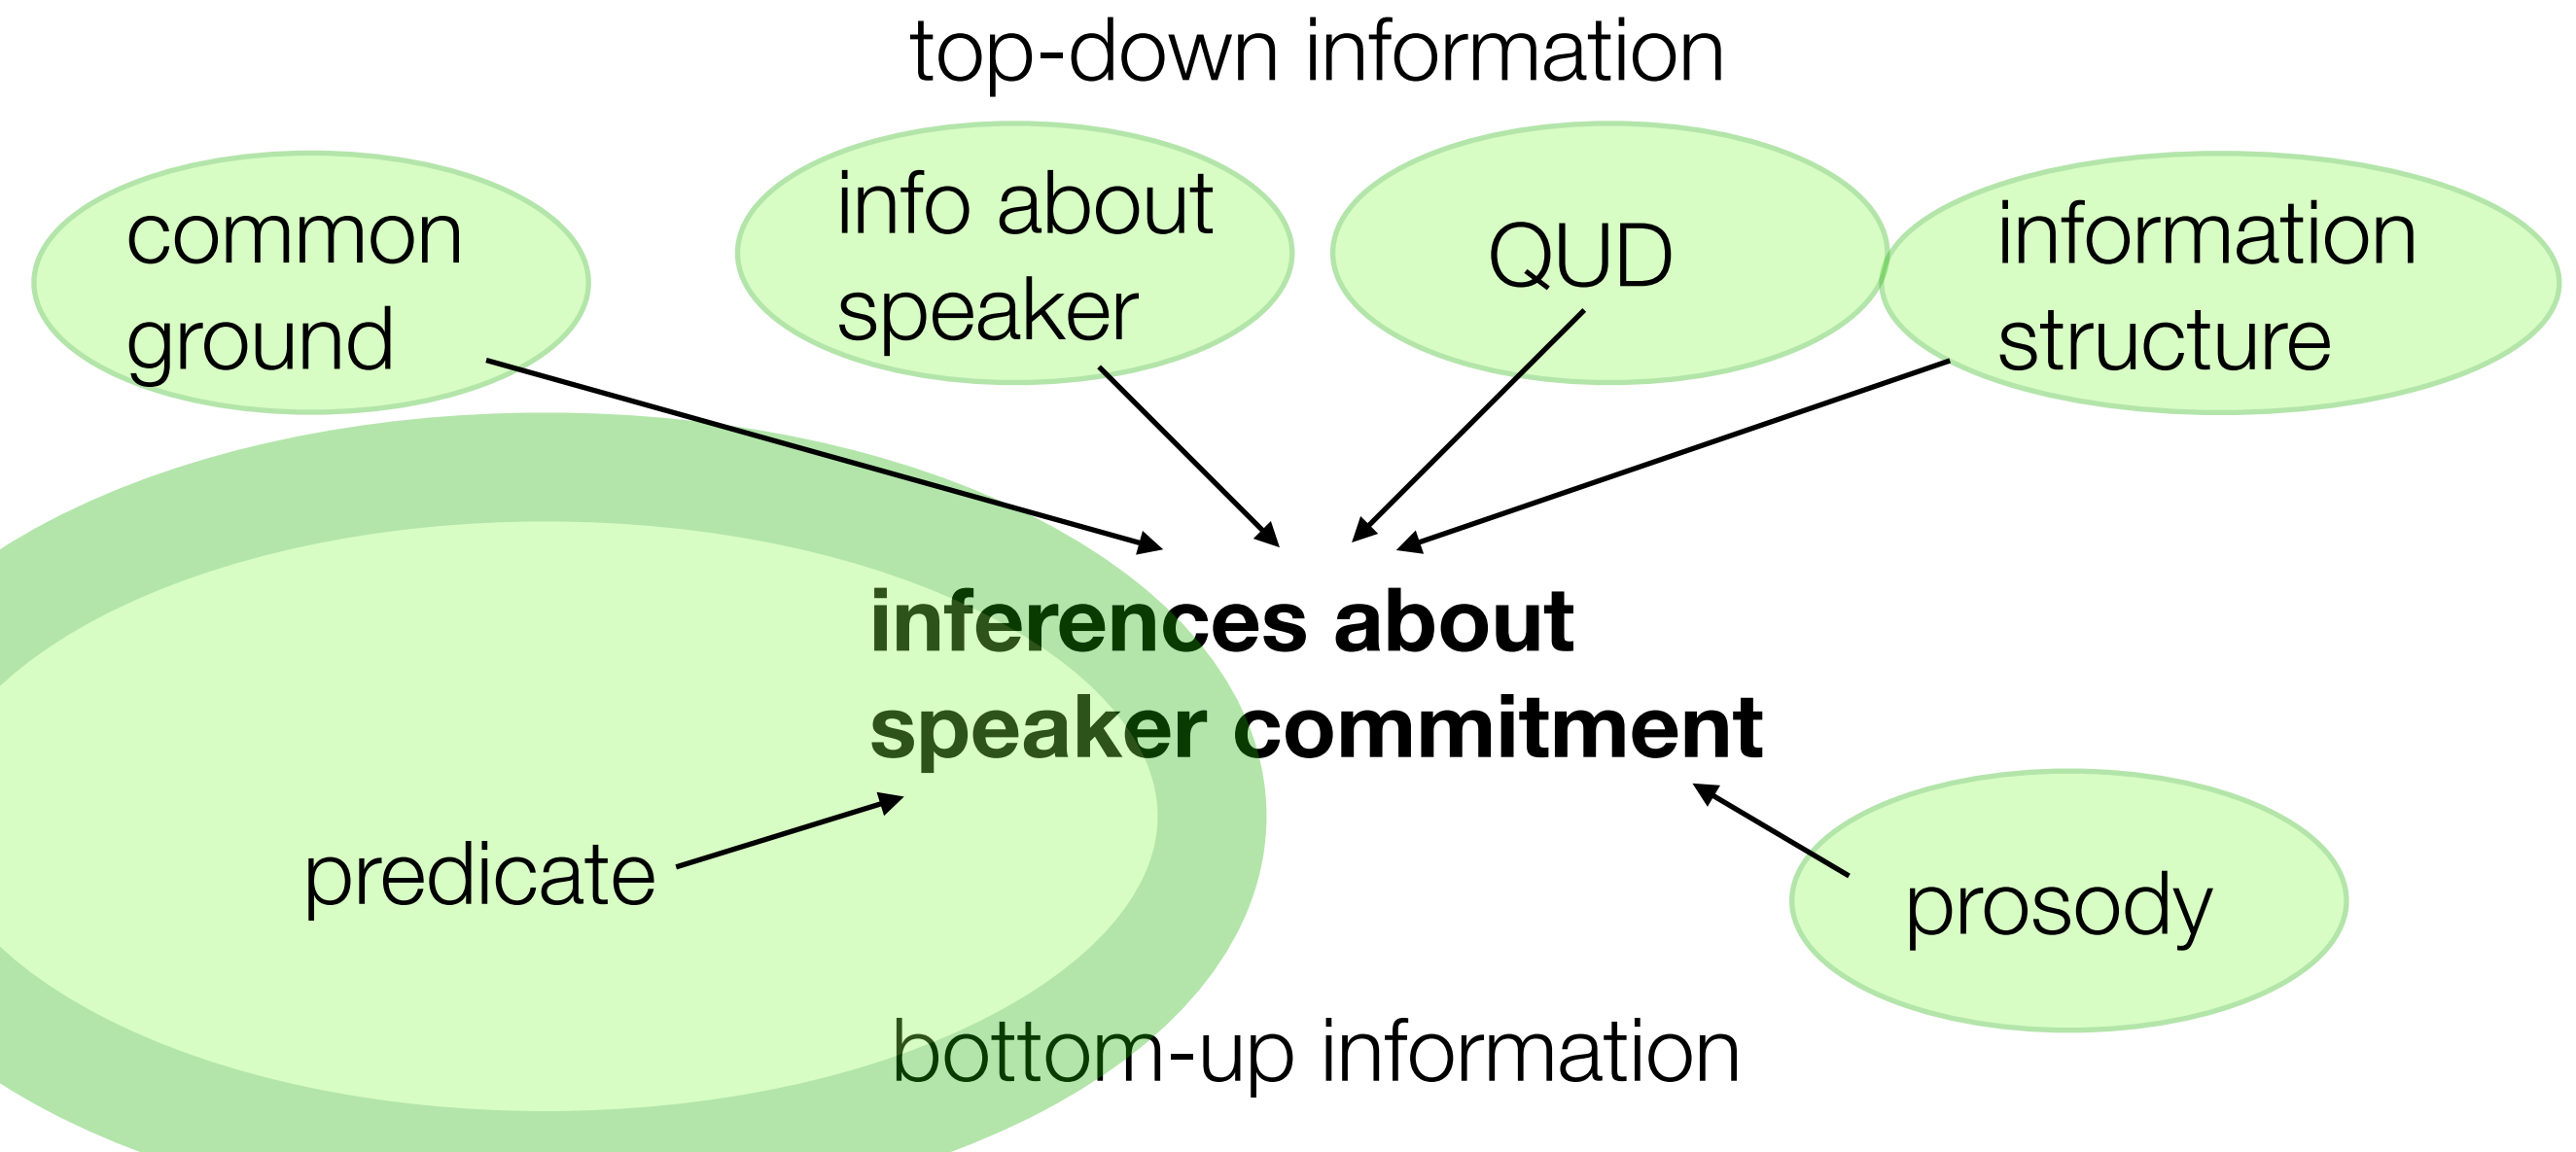 top-down information
common
ground
info about
speaker
QUD
information
structure
inferences about
speaker commitment
predicate
prosody
bottom-up information